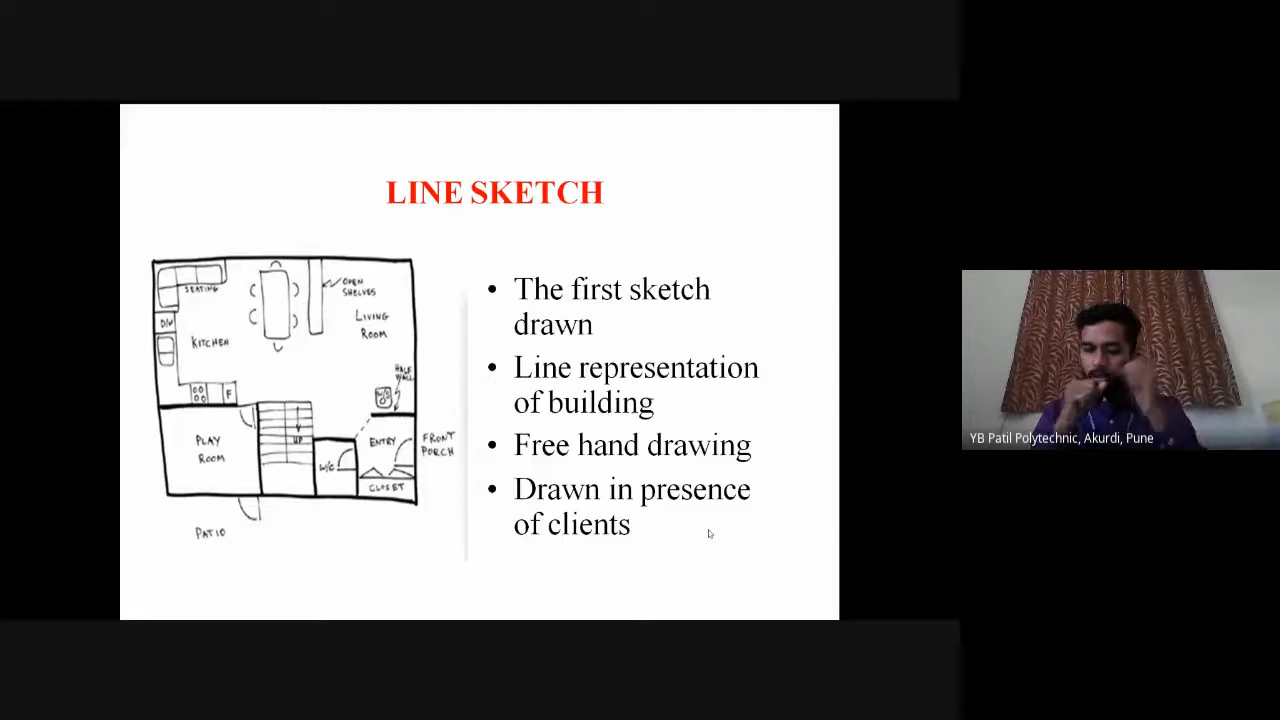 LINE SKETCH
SEATING
OPEN
SHELVES
D/W
LIVING
ROOM
KITCHEN
HALF
WALL
F
UP
PLAY
ROOM
ENTRY
FRONT
PORCH
W/C
CLOSET
PATIO
• The first sketch
drawn
• Line representation
of building
• Free hand drawing
• Drawn in presence
of clients
YB Patil Polytechnic, Akurdi, Pune